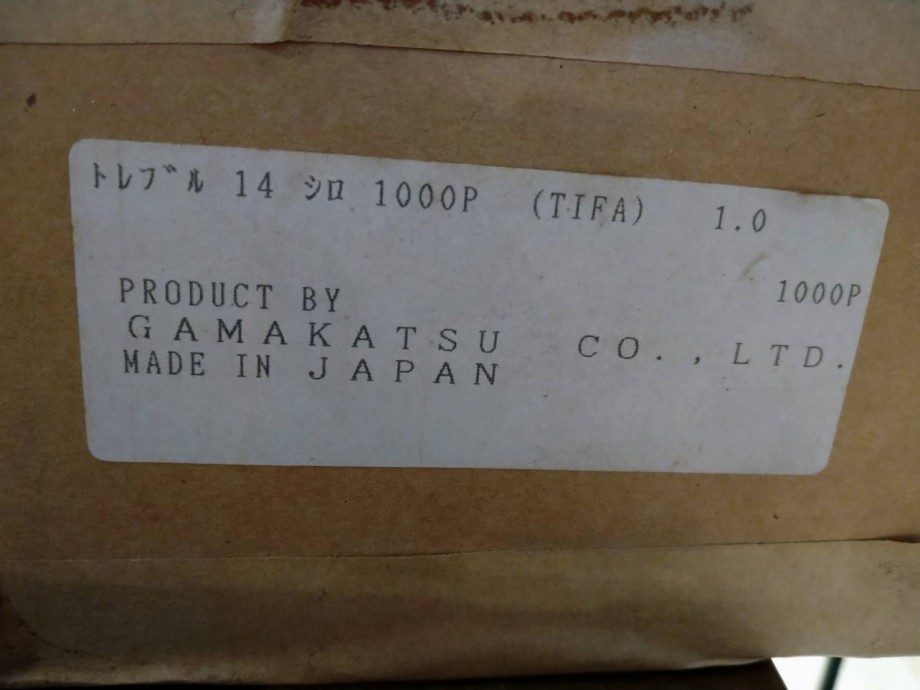 ﾄﾚﾌﾞﾙ 14 ｼﾛ 1000P (TIFA) 1.0
1000P
PRODUCT BY
GAMAKATSU CO.,LTD.
MADE IN JAPAN